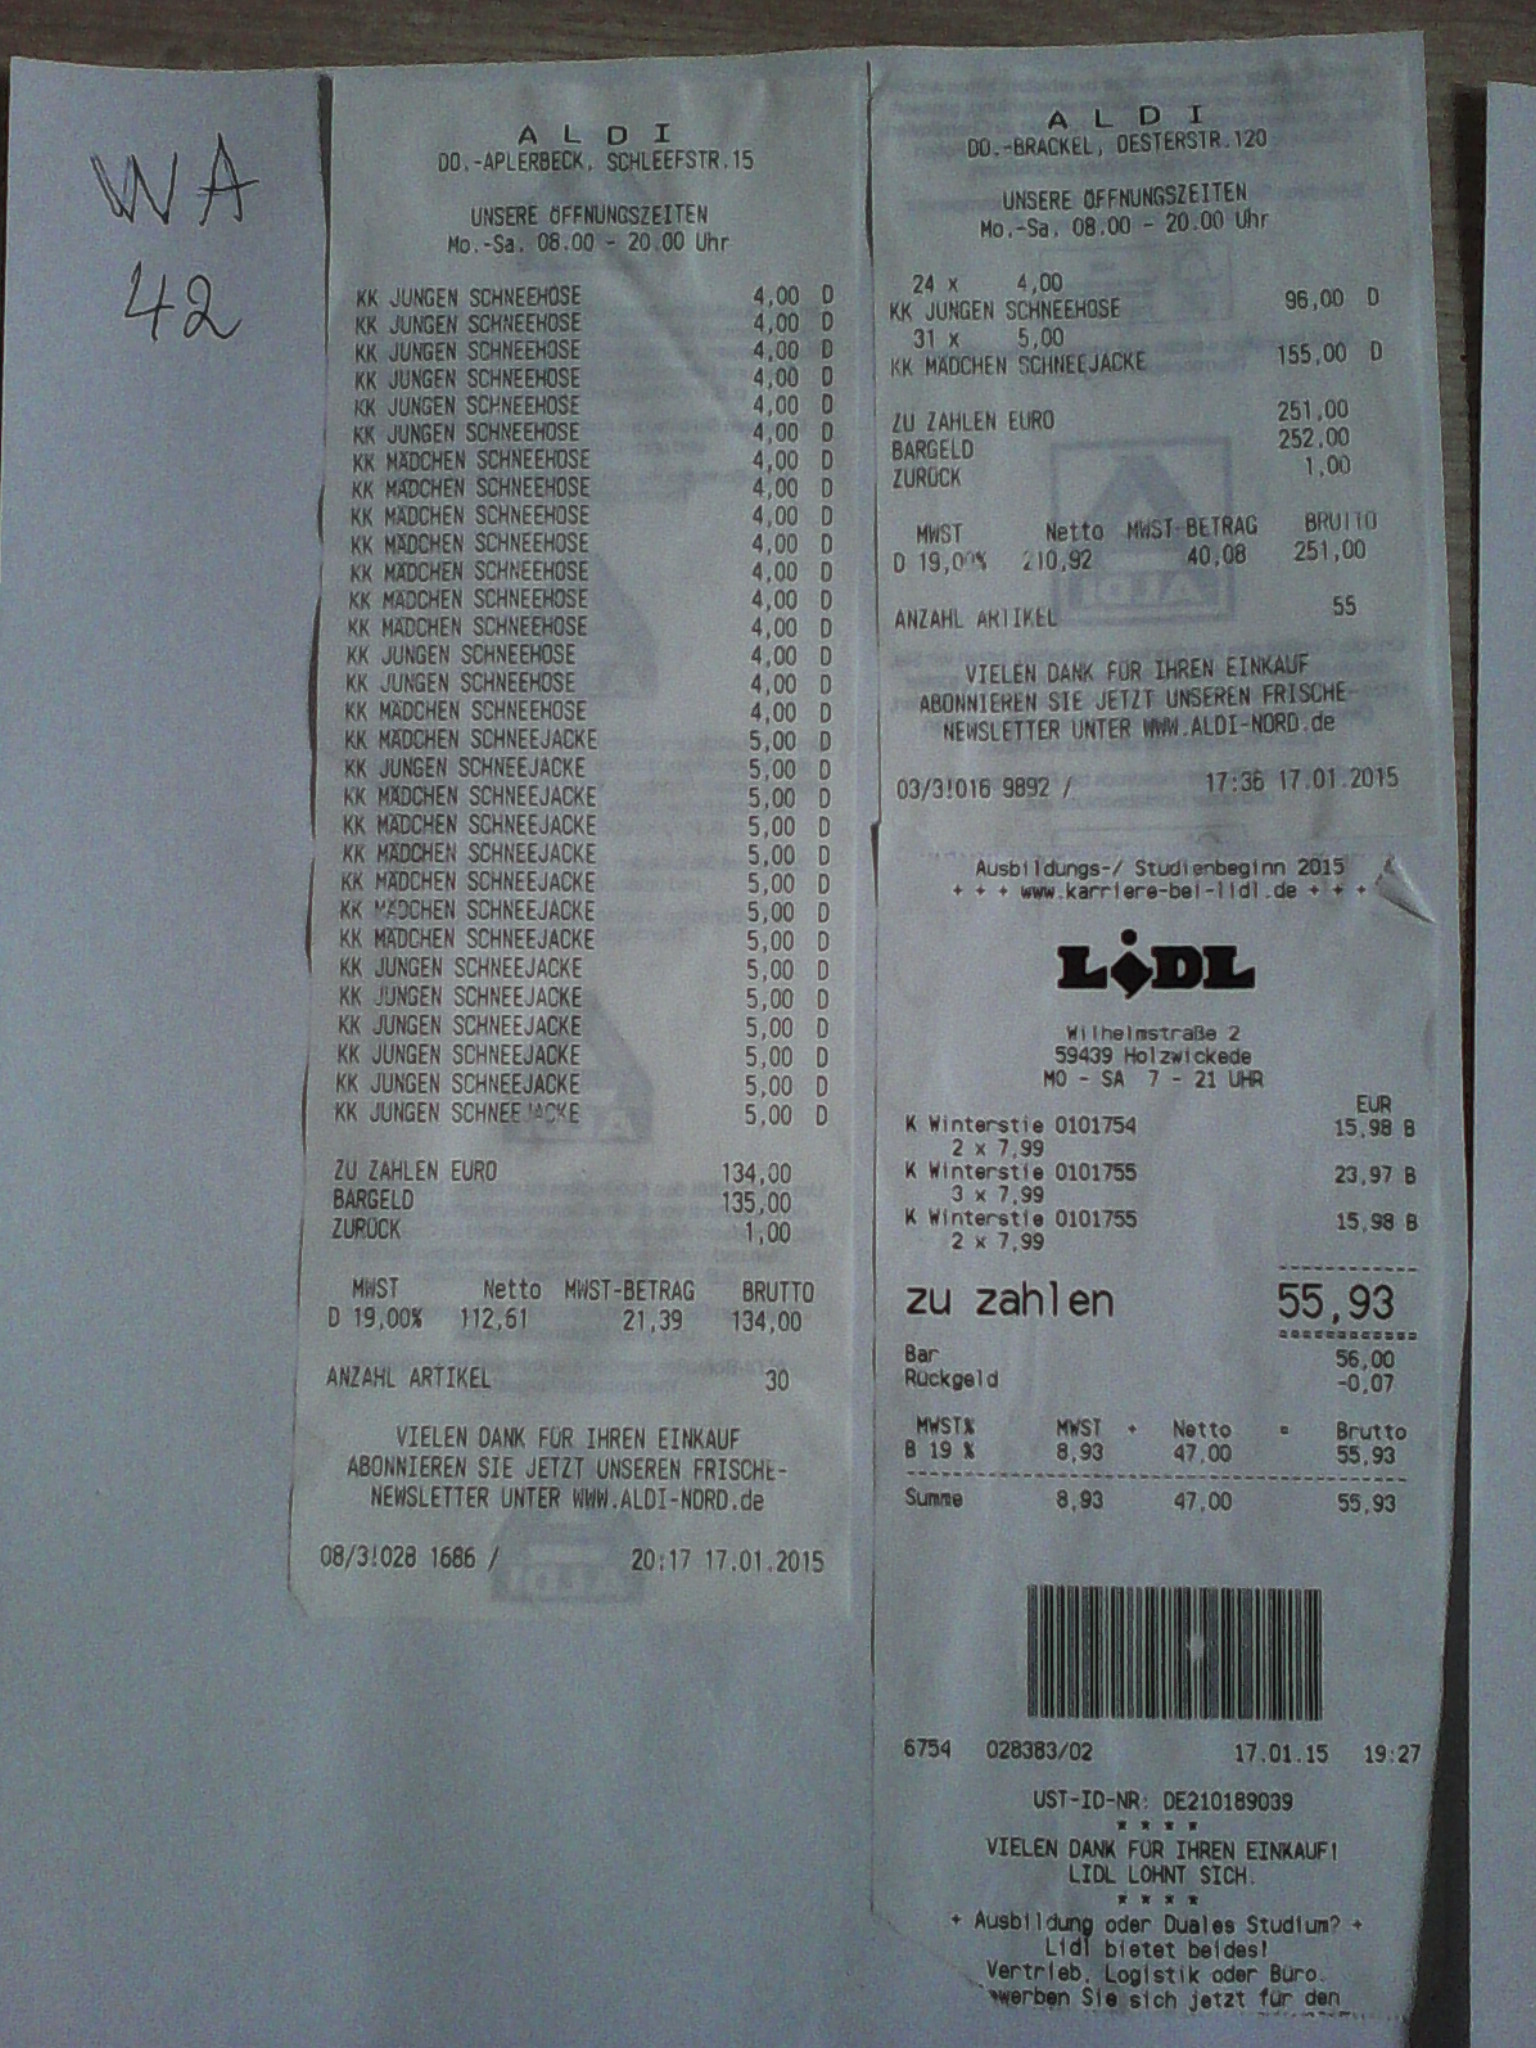 WA
42
ALDI
DO.-APLERBECK, SCHLEEFSTR.15
UNSERE ÖFFNUNGSZEITEN
Mo.-Sa. 08.00 - 20.00 Uhr
KK JUNGEN SCHNEEHOSE 4,00 D
KK JUNGEN SCHNEEHOSE 4,00 D
KK JUNGEN SCHNEEHOSE 4,00 D
KK JUNGEN SCHNEEHOSE 4,00 D
KK JUNGEN SCHNEEHOSE 4,00 D
KK JUNGEN SCHNEEHOSE 4,00 D
KK MÄDCHEN SCHNEEHOSE 4,00 D
KK MÄDCHEN SCHNEEHOSE 4,00 D
KK MÄDCHEN SCHNEEHOSE 4,00 D
KK MÄDCHEN SCHNEEHOSE 4,00 D
KK MÄDCHEN SCHNEEHOSE 4,00 D
KK MÄDCHEN SCHNEEHOSE 4,00 D
KK MÄDCHEN SCHNEEHOSE 4,00 D
KK JUNGEN SCHNEEHOSE 4,00 D
KK JUNGEN SCHNEEHOSE 4,00 D
KK MÄDCHEN SCHNEEHOSE 4,00 D
KK MÄDCHEN SCHNEEJACKE 5,00 D
KK JUNGEN SCHNEEJACKE 5,00 D
KK MÄDCHEN SCHNEEJACKE 5,00 D
KK MÄDCHEN SCHNEEJACKE 5,00 D
KK MÄDCHEN SCHNEEJACKE 5,00 D
KK MÄDCHEN SCHNEEJACKE 5,00 D
KK MÄDCHEN SCHNEEJACKE 5,00 D
KK MÄDCHEN SCHNEEJACKE 5,00 D
KK JUNGEN SCHNEEJACKE 5,00 D
KK JUNGEN SCHNEEJACKE 5,00 D
KK JUNGEN SCHNEEJACKE 5,00 D
KK JUNGEN SCHNEEJACKE 5,00 D
KK JUNGEN SCHNEEJACKE 5,00 D
KK JUNGEN SCHNEEJACKE 5,00 D
ZU ZAHLEN EURO 134,00
BARGELD 135,00
ZURÜCK 1,00
MWST Netto MWST-BETRAG BRUTTO
D 19,00% 112,61 21,39 134,00
ANZAHL ARTIKEL 30
VIELEN DANK FÜR IHREN EINKAUF
ABONNIEREN SIE JETZT UNSEREN FRISCHE-
NEWSLETTER UNTER WWW.ALDI-NORD.de
08/3!028 1686 / 20:17 17.01.2015
ALDI
DO.-BRACKEL, OESTERSTR.120
UNSERE ÖFFNUNGSZEITEN
Mo.-Sa. 08.00 - 20.00 Uhr
24 x 4,00
KK JUNGEN SCHNEEHOSE 96,00 D
31 x 5,00
KK MÄDCHEN SCHNEEJACKE 155,00 D
ZU ZAHLEN EURO 251,00
BARGELD 252,00
ZURÜCK 1,00
MWST Netto MWST-BETRAG BRUTTO
D 19,00% 210,92 40,08 251,00
ANZAHL ARTIKEL 55
VIELEN DANK FÜR IHREN EINKAUF
ABONNIEREN SIE JETZT UNSEREN FRISCHE-
NEWSLETTER UNTER WWW.ALDI-NORD.de
03/3!016 9892 / 17:36 17.01.2015
Ausbildungs-/ Studienbeginn 2015
+ + + www.karriere-bei-lidl.de + + +
LiDL
Wilhelmstraße 2
59439 Holzwickede
MO - SA 7 - 21 UHR
EUR
K Winterstie 0101754 15,98 B
2 x 7,99
K Winterstie 0101755 23,97 B
3 x 7,99
K Winterstie 0101755 15,98 B
2 x 7,99
zu zahlen 55,93
Bar 56,00
Rückgeld -0,07
MWST% MWST + Netto = Brutto
B 19 % 8,93 47,00 55,93
Summe 8,93 47,00 55,93
6754 028383/02 17.01.15 19:27
UST-ID-NR: DE210189039
* * * *
VIELEN DANK FÜR IHREN EINKAUF!
LIDL LOHNT SICH.
* * * *
+ Ausbildung oder Duales Studium? +
Lidl bietet beides!
Vertrieb, Logistik oder Büro.
ewerben Sie sich jetzt für den